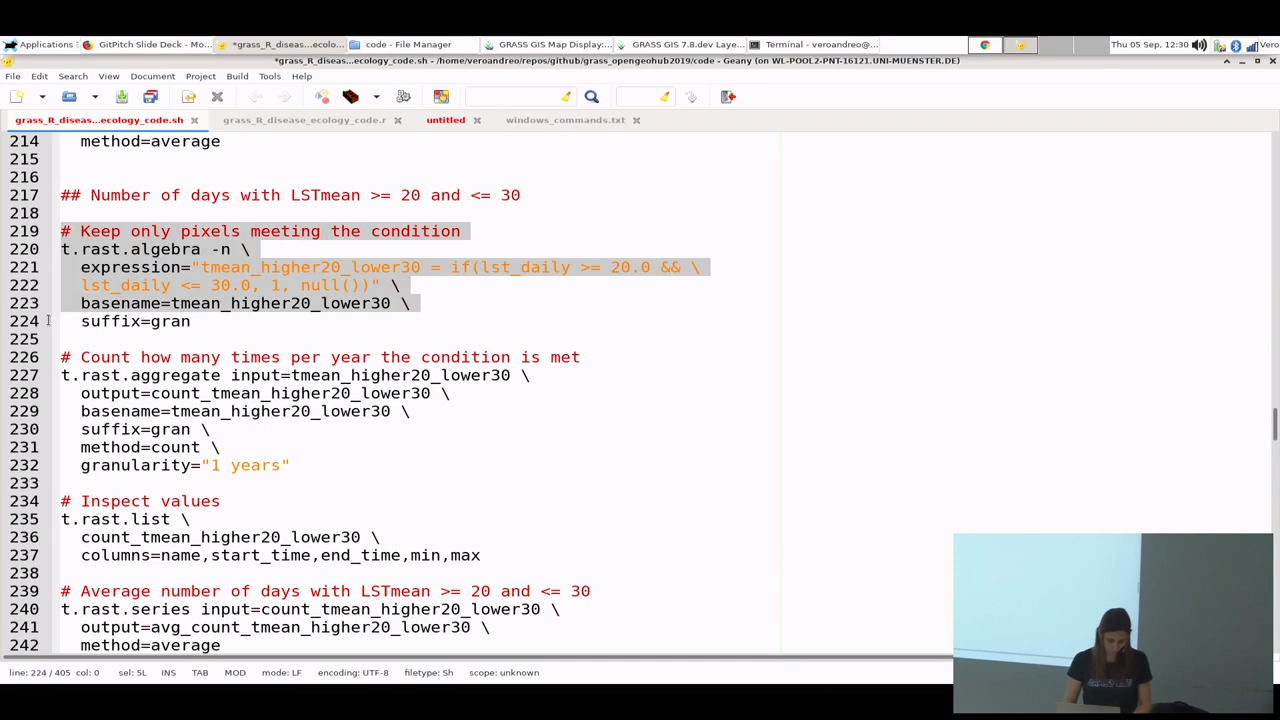 Applications
GitPitch Slide Deck - Mo...
*grass_R_diseas...ecolo...
code - File Manager
GRASS GIS Map Display:...
GRASS GIS 7.8.dev Laye...
Terminal - veroandreo@...
Thu 05 Sep, 12:30
Vero
*grass_R_diseas...ecology_code.sh - /home/veroandreo/repos/github/grass_opengeohub2019/code - Geany (on WL-POOL2-PNT-16121.UNI-MUENSTER.DE)
File Edit Search View Document Project Build Tools Help
grass_R_diseas...ecology_code.sh
grass_R_disease_ecology_code.r
untitled
windows_commands.txt
214 method=average
215
216
217 ## Number of days with LSTmean >= 20 and <= 30
218
219 # Keep only pixels meeting the condition
220 t.rast.algebra -n \
221 expression="tmean_higher20_lower30 = if(lst_daily >= 20.0 && \
222 lst_daily <= 30.0, 1, null())" \
223 basename=tmean_higher20_lower30 \
224 suffix=gran
225
226 # Count how many times per year the condition is met
227 t.rast.aggregate input=tmean_higher20_lower30 \
228 output=count_tmean_higher20_lower30 \
229 basename=tmean_higher20_lower30 \
230 suffix=gran \
231 method=count \
232 granularity="1 years"
233
234 # Inspect values
235 t.rast.list \
236 count_tmean_higher20_lower30 \
237 columns=name,start_time,end_time,min,max
238
239 # Average number of days with LSTmean >= 20 and <= 30
240 t.rast.series input=count_tmean_higher20_lower30 \
241 output=avg_count_tmean_higher20_lower30 \
242 method=average
line: 224 / 405 col: 0 sel: 5L INS TAB MOD mode: LF encoding: UTF-8 filetype: Sh scope: unknown